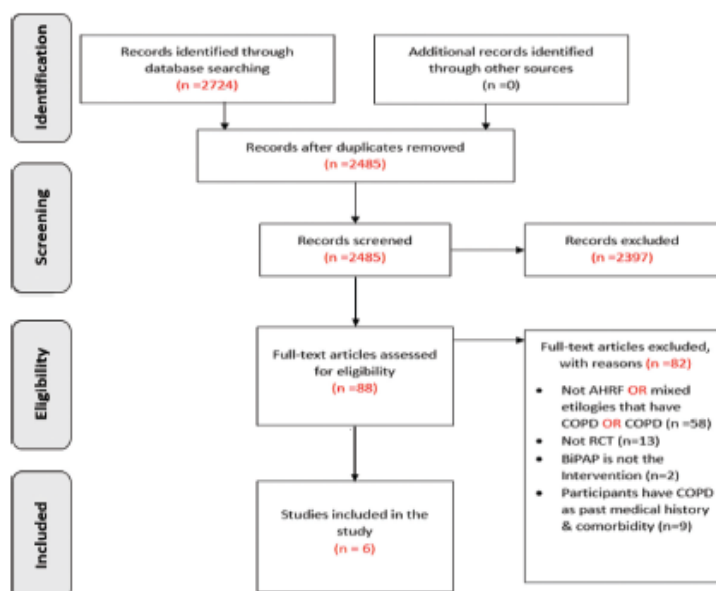 Identification
Records identified through
database searching
(n =2724)
Additional records identified
through other sources
(n =0)
Records after duplicates removed
(n =2485)
Screening
Records screened
(n =2485)
Records excluded
(n =2397)
Eligibility
Full-text articles assessed
for eligibility
(n =88)
Full-text articles excluded,
with reasons (n =82)
• Not AHRF OR mixed
etilogies that have
COPD OR COPD (n =58)
• Not RCT (n=13)
• BiPAP is not the
Intervention (n=2)
• Participants have COPD
as past medical history
& comorbidity (n=9)
Included
Studies included in the
study
(n = 6)